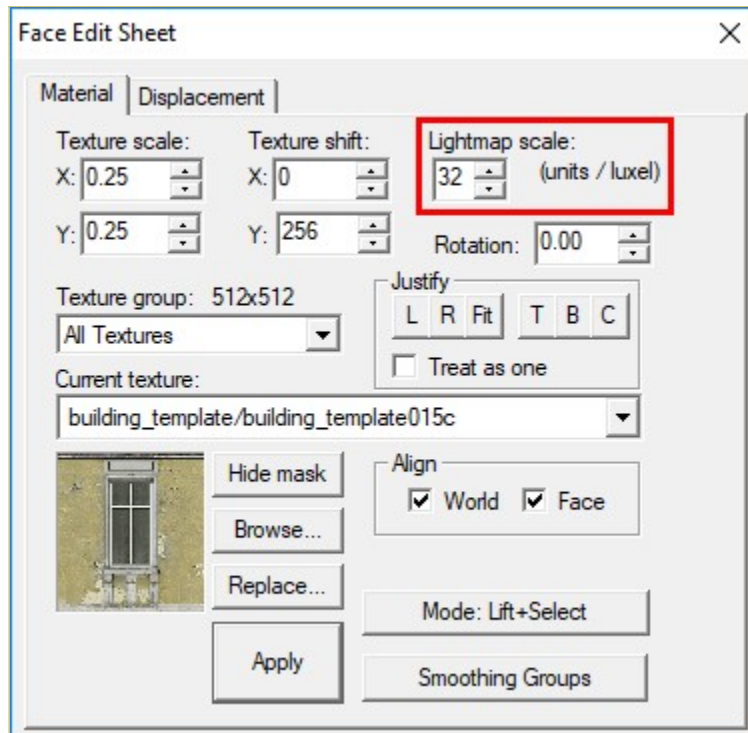 Face Edit Sheet
Material Displacement
Texture scale: Texture shift: Lightmap scale:
X: 0.25 X: 0 32 (units / luxel)
Y: 0.25 Y: 256 Rotation: 0.00
Texture group: 512x512 Justify
All Textures L R Fit T B C
Treat as one
Current texture:
building_template/building_template015c
Hide mask Align
World Face
Browse...
Replace...
Mode: Lift+Select
Apply
Smoothing Groups